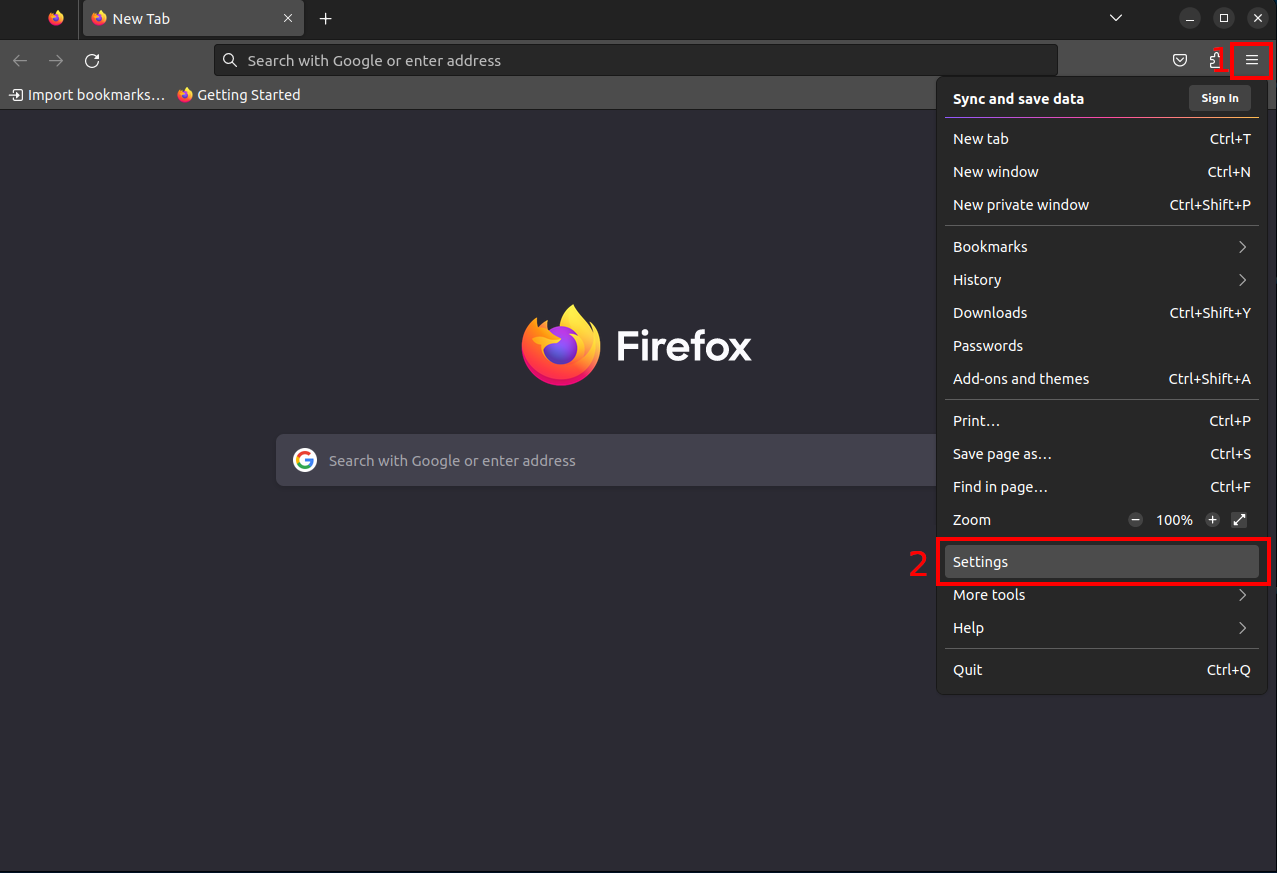 New Tab
Search with Google or enter address
1
Import bookmarks… Getting Started
Sync and save data Sign In
New tab Ctrl+T
New window Ctrl+N
New private window Ctrl+Shift+P
Bookmarks
History
Downloads Ctrl+Shift+Y
Passwords
Add-ons and themes Ctrl+Shift+A
Firefox
Print… Ctrl+P
Save page as… Ctrl+S
Search with Google or enter address
Find in page… Ctrl+F
Zoom 100%
2 Settings
More tools
Help
Quit Ctrl+Q